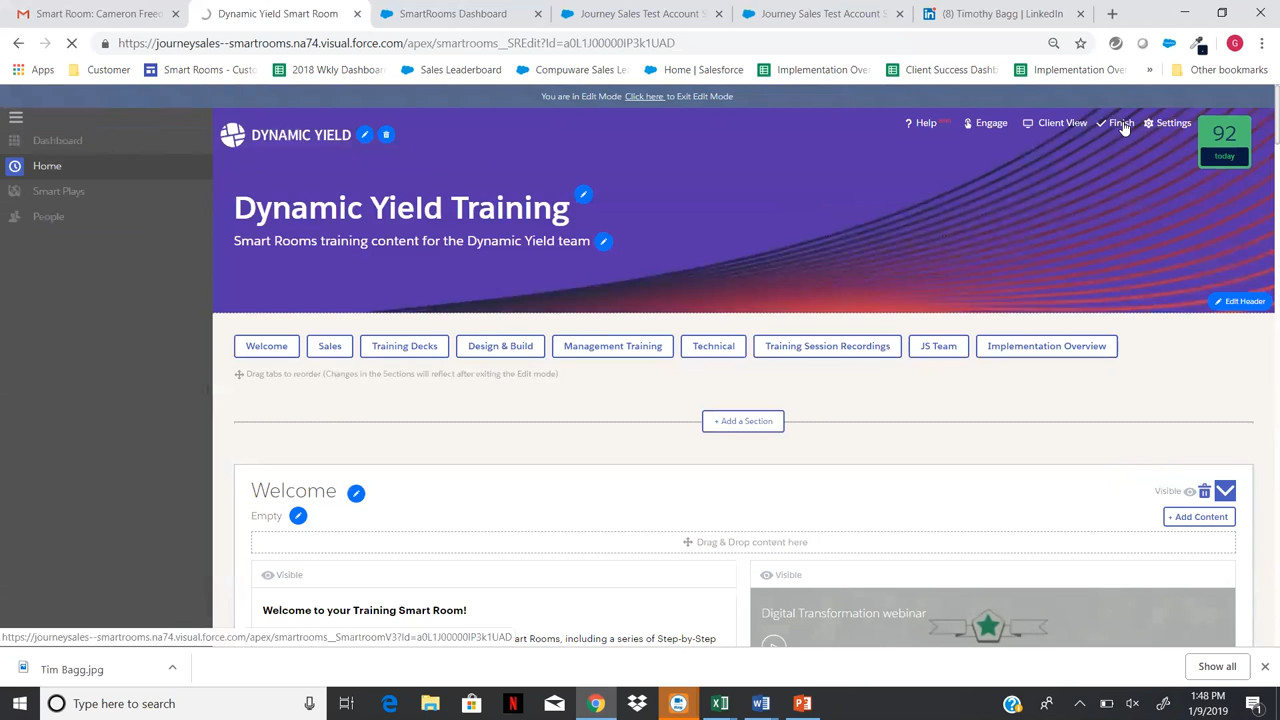 Smart Room: Cameron Freed
Dynamic Yield Smart Room
SmartRooms Dashboard
Journey Sales Test Account S
Journey Sales Test Account S
(2) Timothy Bagg | LinkedIn
https://journeysales--smartrooms.na74.visual.force.com/apex/smartrooms__SREdit?Id=a0L1J00000IP3k1UAD
G
Apps
Customer
Smart Rooms - Custo
2018 Wkly Dashboard
Sales Leaderboard
Compuware Sales Le
Home | Salesforce
Implementation Over
Client Success Dashb
Implementation Over
»
Other bookmarks
You are in Edit Mode Click here to Exit Edit Mode
Dashboard
Home
Smart Plays
People
DYNAMIC YIELD
Help
Engage
Client View
Finish
Settings
92
today
Dynamic Yield Training
Smart Rooms training content for the Dynamic Yield team
Edit Header
Welcome
Sales
Training Decks
Design & Build
Management Training
Technical
Training Session Recordings
JS Team
Implementation Overview
Drag tabs to reorder (Changes in the Sections will reflect after exiting the Edit mode)
+ Add a Section
Welcome
Visible
Empty
+ Add Content
Drag & Drop content here
Visible
Visible
Welcome to your Training Smart Room!
Digital Transformation webinar
https://journeysales--smartrooms.na74.visual.force.com/apex/smartrooms__SmartroomV3?Id=a0L1J00000IP3k1UAD
rt Rooms, including a series of Step-by-Step
Tim Bagg.jpg
Show all
Type here to search
1:48 PM
1/9/2019